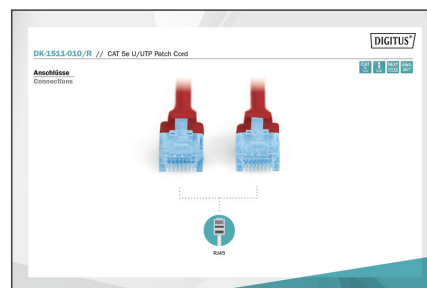 DIGITUS®
DK-1511-010/R // CAT 5e U/UTP Patch Cord
Anschlüsse
Connections
RJ45